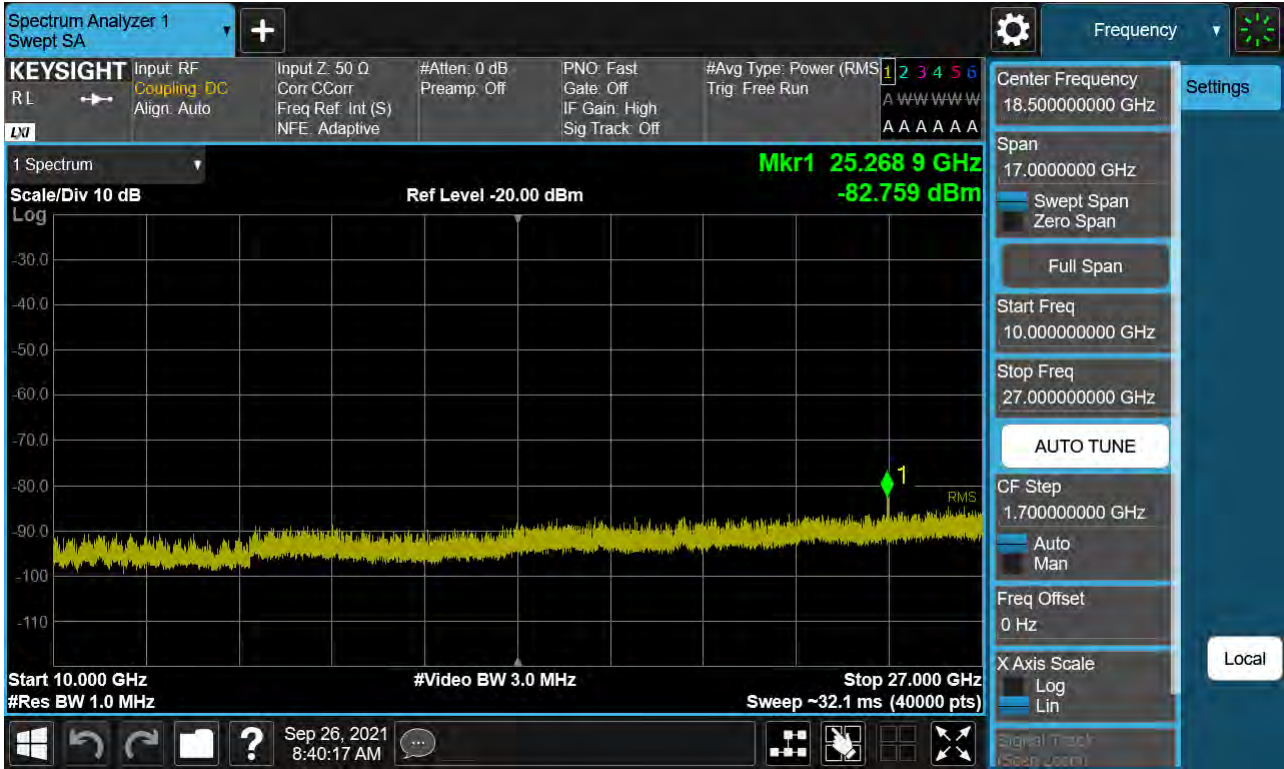 Spectrum Analyzer 1
Swept SA
+
Frequency
KEYSIGHT
R L
LXI
Input: RF
Coupling: DC
Align: Auto
Input Z: 50 Ω
Corr CCorr
Freq Ref: Int (S)
NFE: Adaptive
#Atten: 0 dB
Preamp: Off
PNO: Fast
Gate: Off
IF Gain: High
Sig Track: Off
#Avg Type: Power (RMS
Trig: Free Run
1 2 3 4 5 6
A W W W W W
A A A A A A
1 Spectrum
Mkr1 25.268 9 GHz
-82.759 dBm
Scale/Div 10 dB
Ref Level -20.00 dBm
Log
-30.0
-40.0
-50.0
-60.0
-70.0
-80.0
-90.0
-100
-110
1
RMS
Start 10.000 GHz
#Video BW 3.0 MHz
Stop 27.000 GHz
#Res BW 1.0 MHz
Sweep ~32.1 ms (40000 pts)
Center Frequency
18.500000000 GHz
Settings
Span
17.0000000 GHz
Swept Span
Zero Span
Full Span
Start Freq
10.000000000 GHz
Stop Freq
27.000000000 GHz
AUTO TUNE
CF Step
1.700000000 GHz
Auto
Man
Freq Offset
0 Hz
X Axis Scale
Log
Lin
Signal Track
(Span Zoom)
Local
?
Sep 26, 2021
8:40:17 AM